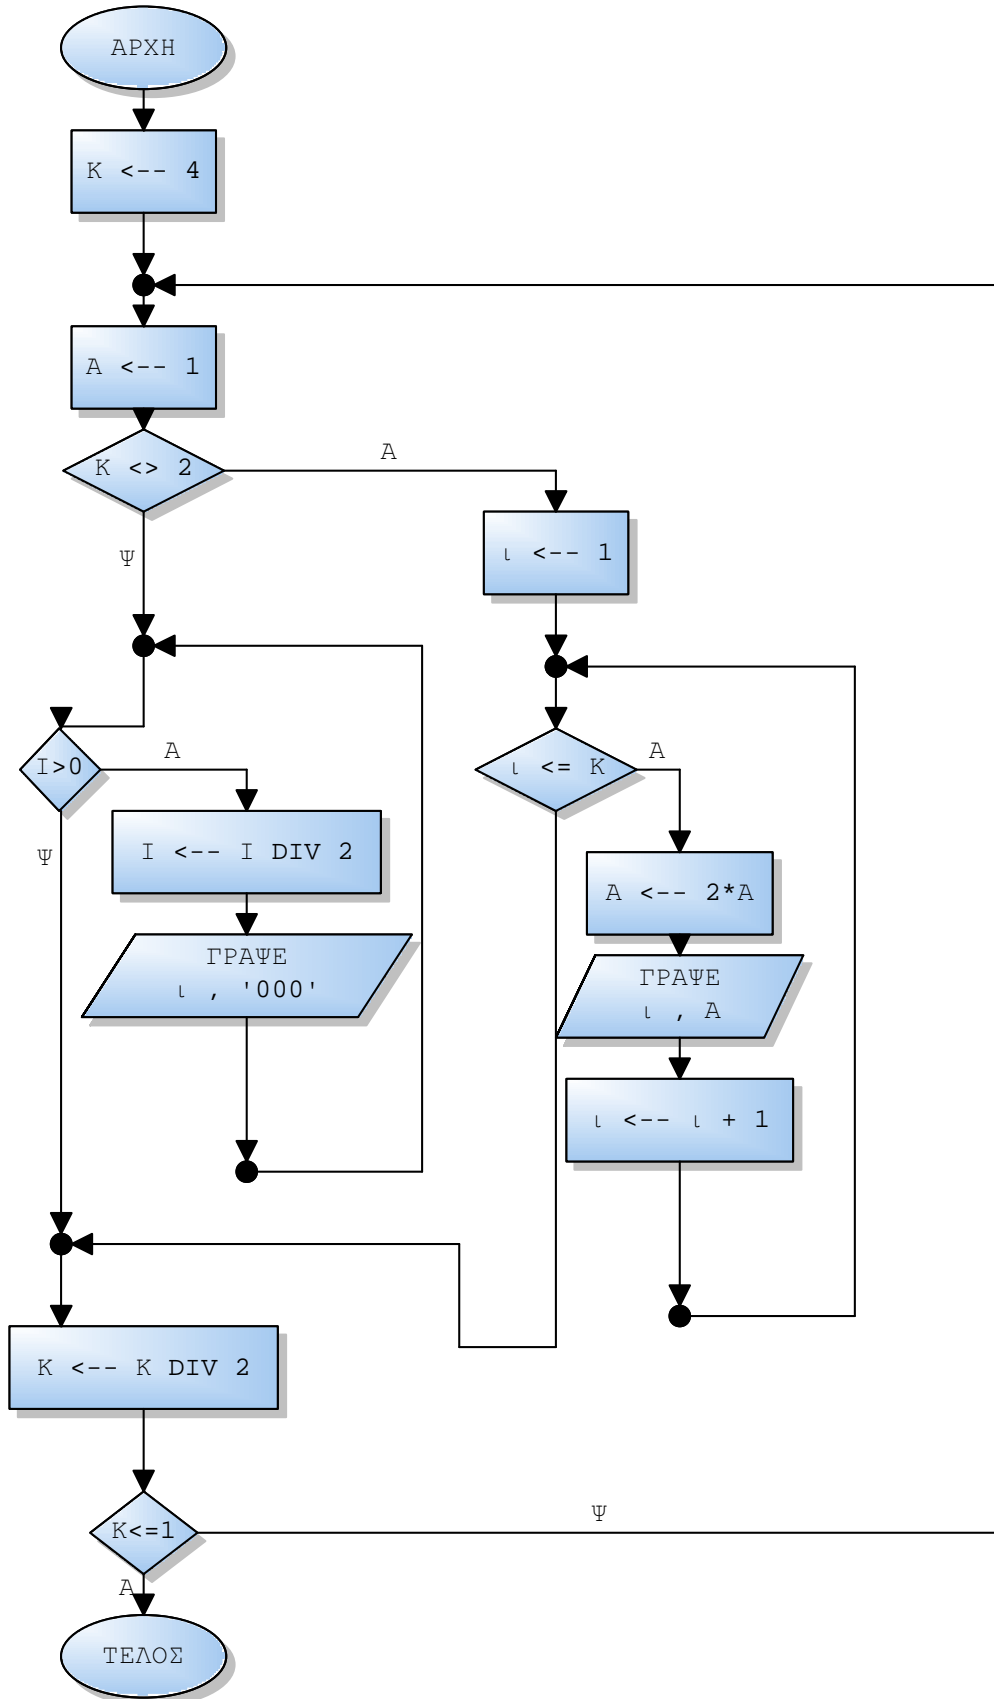 ΑΡΧΗ
Κ <-- 4
Α <-- 1
Κ <> 2
Α
Ψ
ι <-- 1
Ι>0
Α
Ψ
Ι <-- Ι DIV 2
ΓΡΑΨΕ
ι , '000'
ι <= Κ
Α
Α <-- 2*Α
ΓΡΑΨΕ
ι , Α
ι <-- ι + 1
Κ <-- Κ DIV 2
Κ<=1
Ψ
Α
ΤΕΛΟΣ